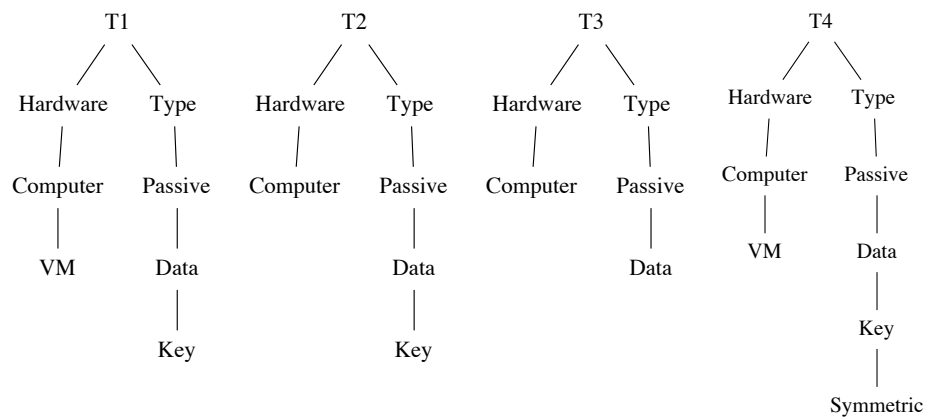 T1 T2 T3 T4
Hardware Type Hardware Type Hardware Type Hardware Type
Computer Passive Computer Passive Computer Passive Computer Passive
VM Data Data Data VM Data
Key Key Key
Symmetric